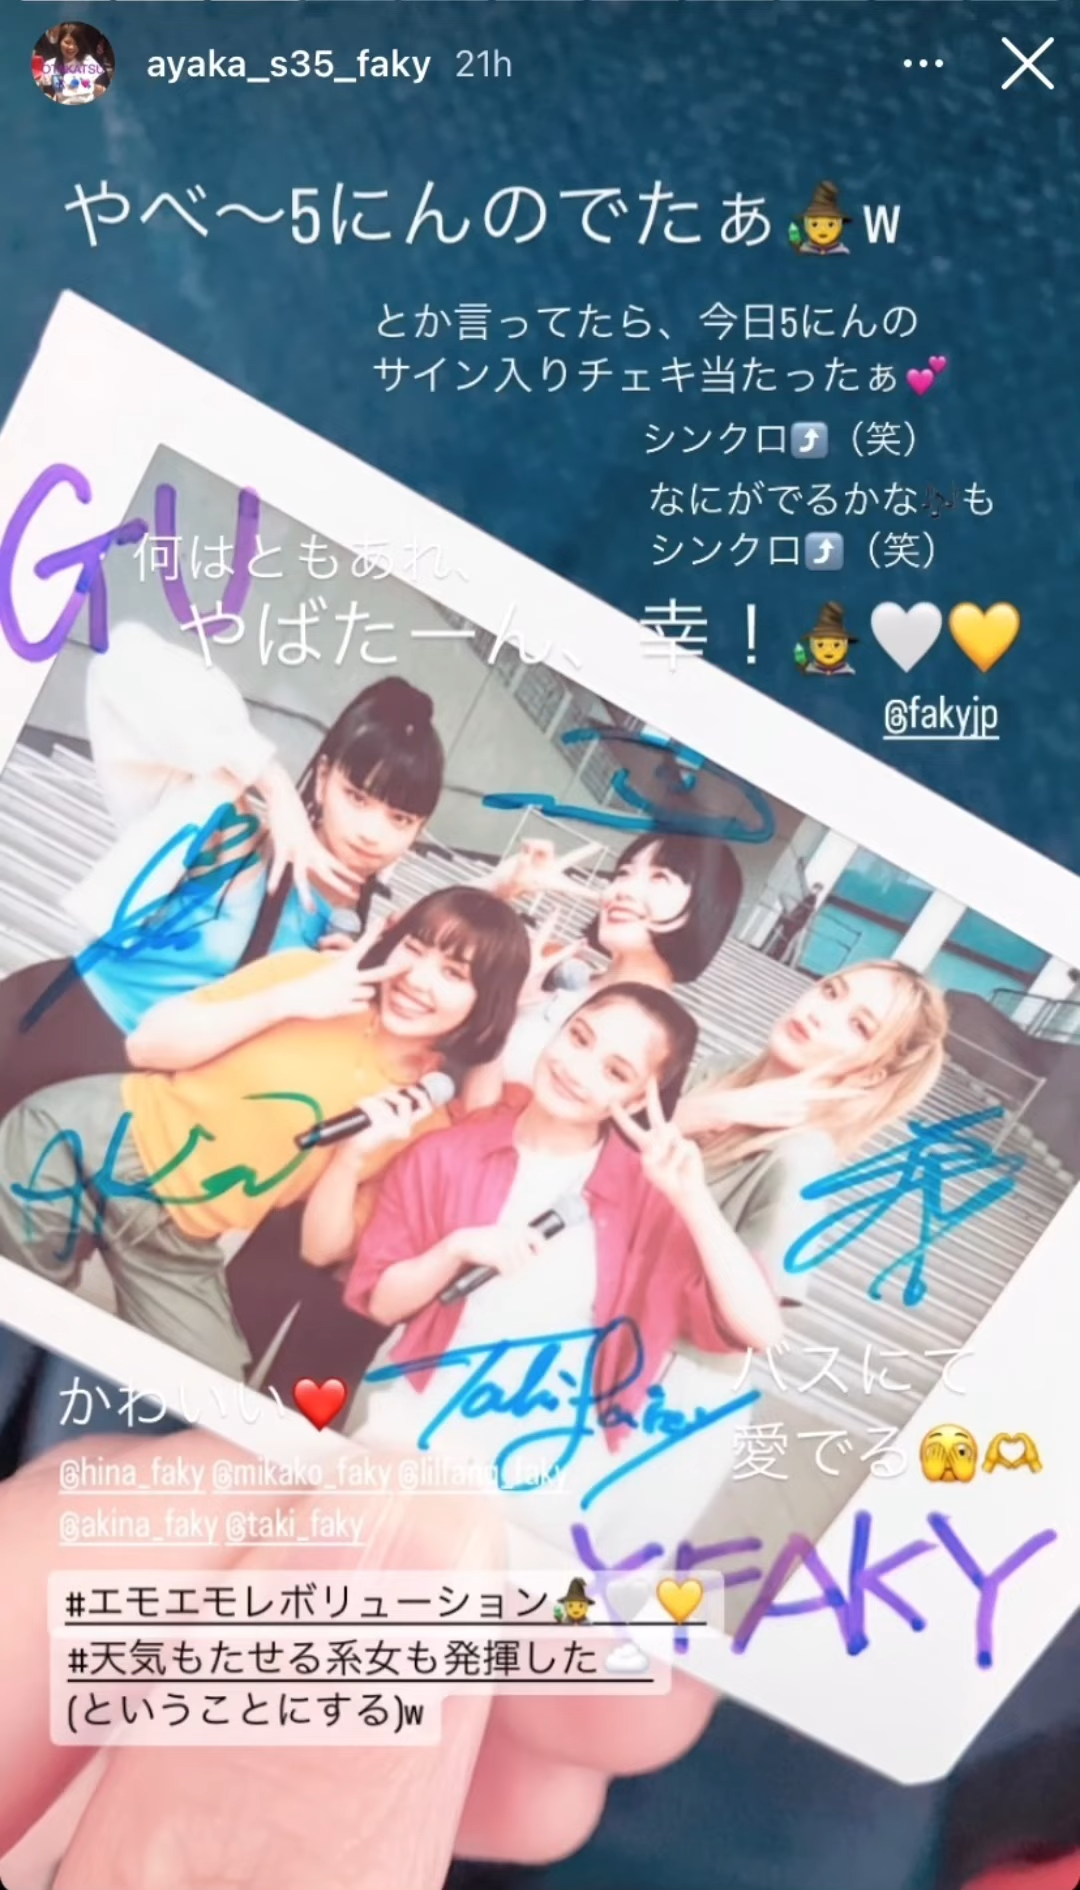 ayaka_s35_faky 21h
やべ〜5にんのでたぁ🧙w
とか言ってたら、今日5にんの
サイン入りチェキ当たったぁ💕
シンクロ⤴️（笑）
なにがでるかな🎶も
シンクロ⤴️（笑）
GU
何はともあれ、
やばたーん、幸！🧙🤍💛
@fakyjp
AKa
Taki
バスにて
愛でる🫣🫶
かわいい❤️
@hina_faky @mikako_faky @lilfang_faky
@akina_faky @taki_faky
FAKY
#エモエモレボリューション🧙🤍💛
#天気もたせる系女も発揮した☁️
(ということにする)w